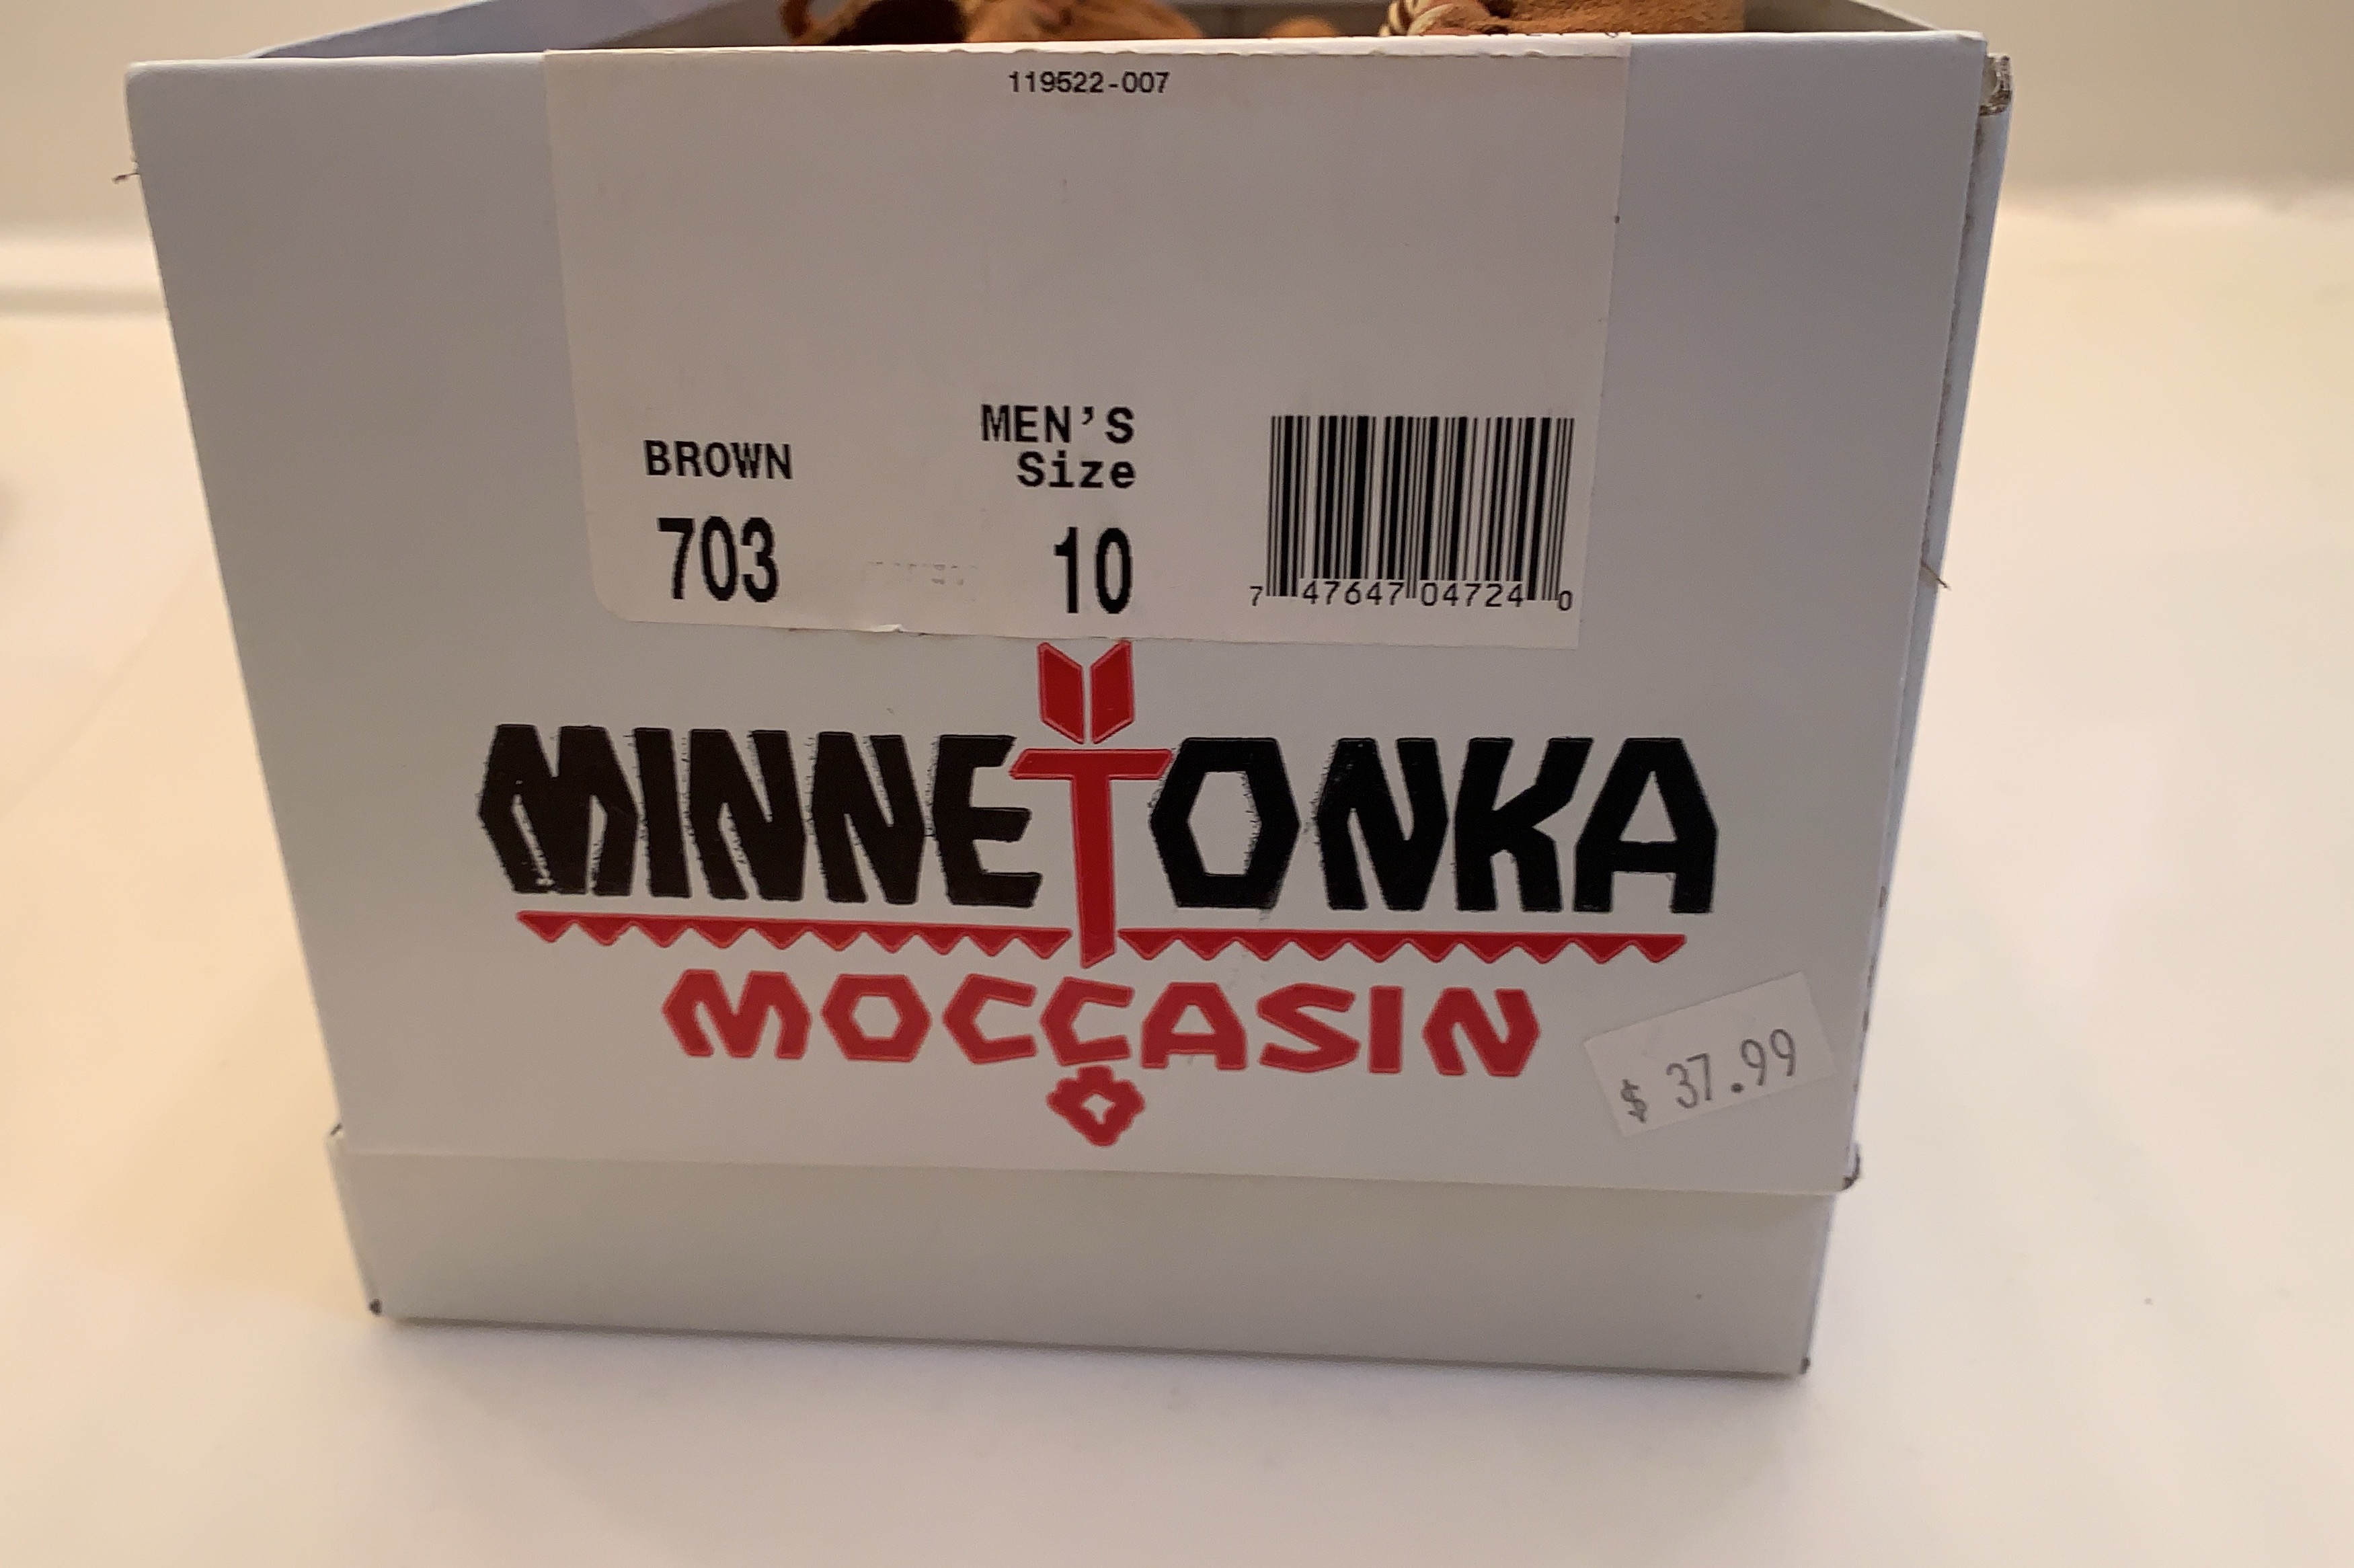 119522-007
BROWN
703
MEN'S
Size
10
7 47647 04724 0
MINNETONKA
MOCCASIN
$ 37.99